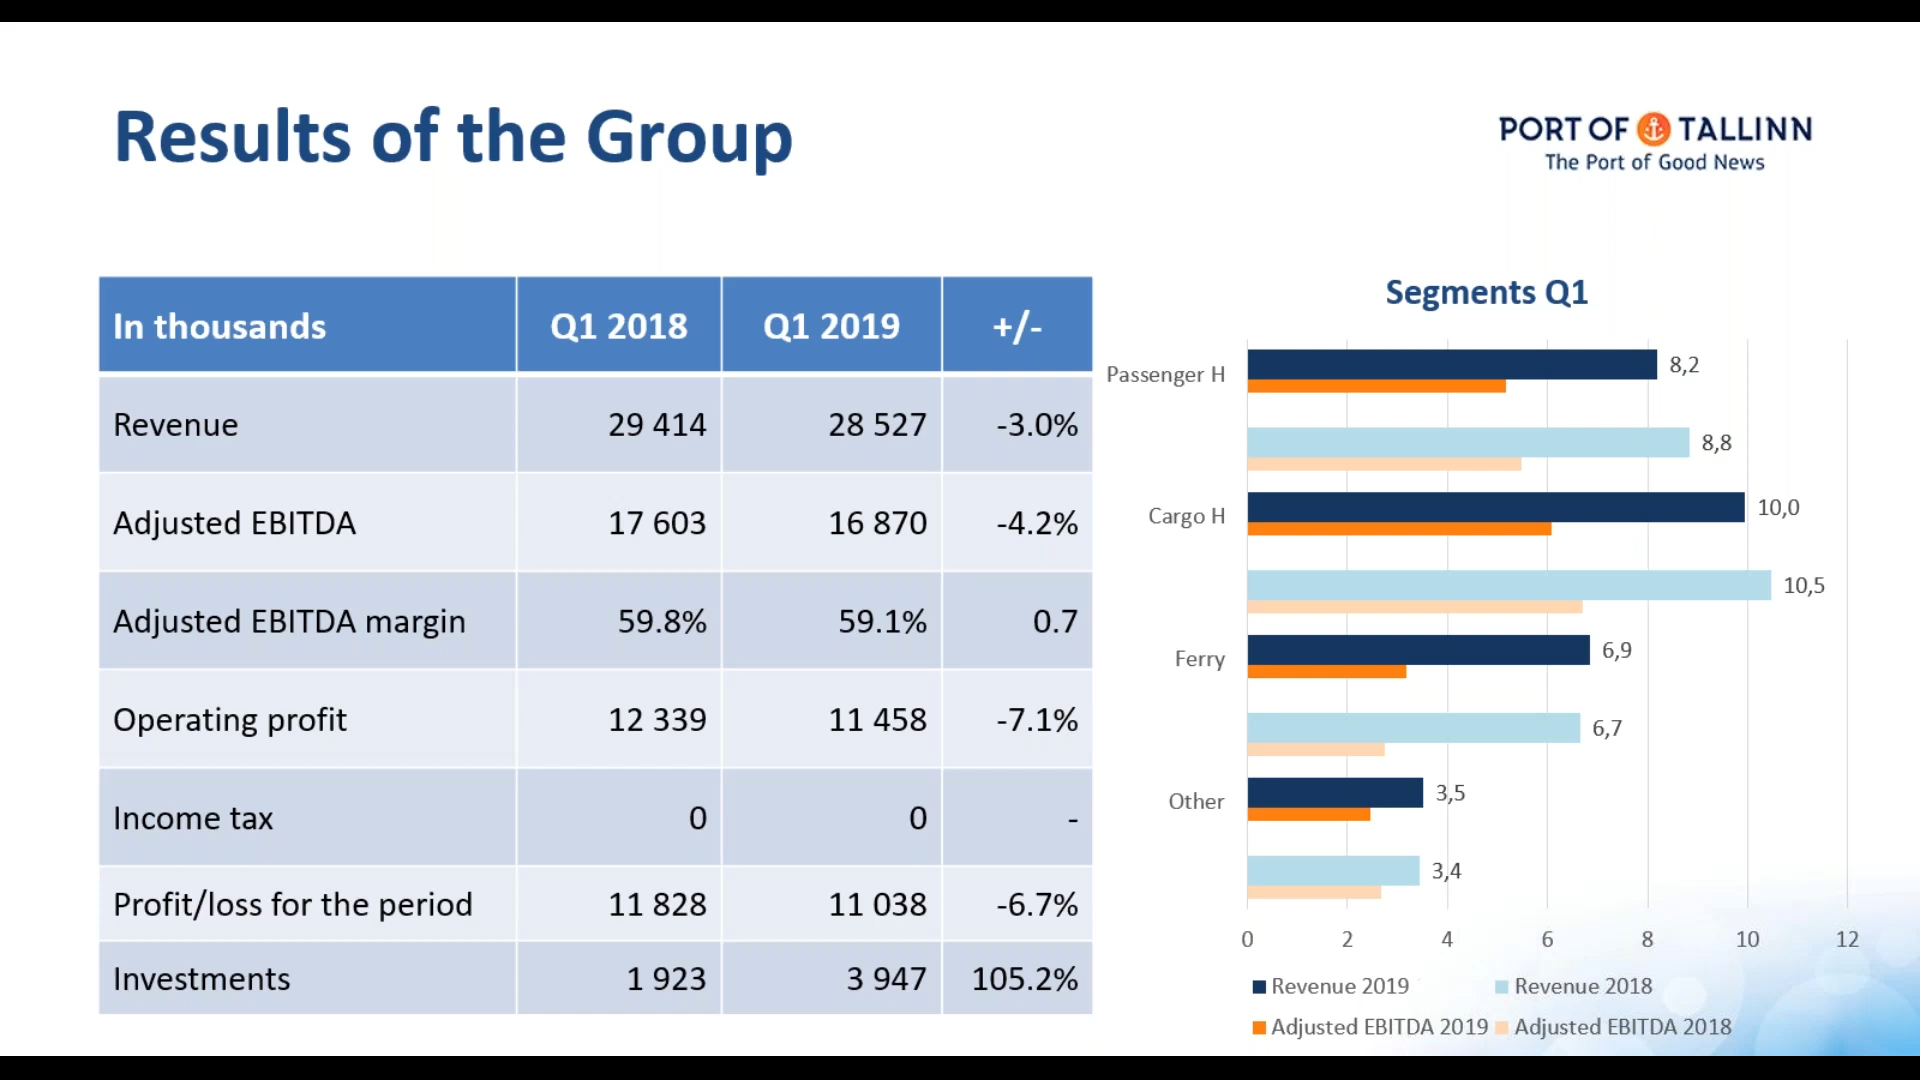 Results of the Group
PORT OF TALLINN
The Port of Good News
In thousands Q1 2018 Q1 2019 +/-
Revenue 29 414 28 527 -3.0%
Adjusted EBITDA 17 603 16 870 -4.2%
Adjusted EBITDA margin 59.8% 59.1% 0.7
Operating profit 12 339 11 458 -7.1%
Income tax 0 0 -
Profit/loss for the period 11 828 11 038 -6.7%
Investments 1 923 3 947 105.2%
Segments Q1
Passenger H 8,2
8,8
Cargo H 10,0
10,5
Ferry 6,9
6,7
Other 3,5
3,4
0 2 4 6 8 10 12
Revenue 2019 Revenue 2018
Adjusted EBITDA 2019 Adjusted EBITDA 2018